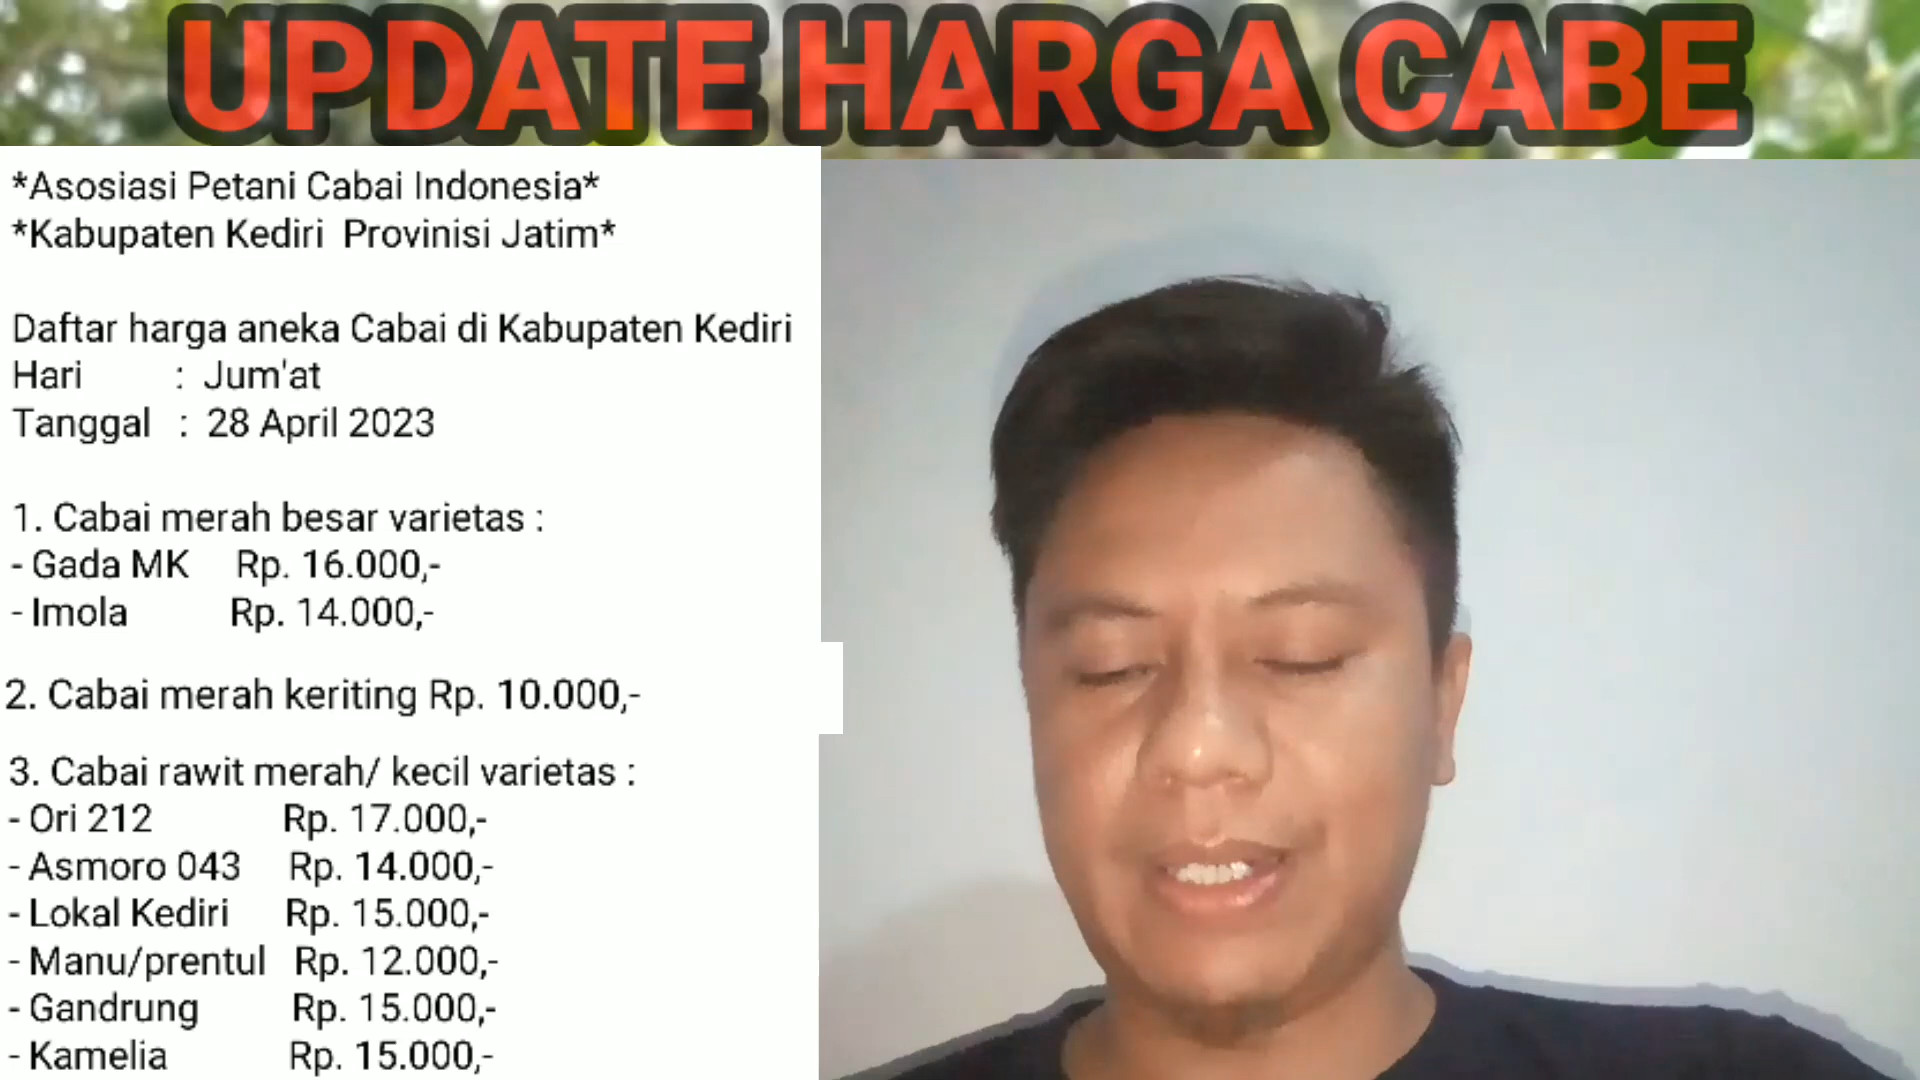 UPDATE HARGA CABE
*Asosiasi Petani Cabai Indonesia*
*Kabupaten Kediri Provinisi Jatim*
Daftar harga aneka Cabai di Kabupaten Kediri
Hari : Jum'at
Tanggal : 28 April 2023
1. Cabai merah besar varietas :
- Gada MK Rp. 16.000,-
- Imola Rp. 14.000,-
2. Cabai merah keriting Rp. 10.000,-
3. Cabai rawit merah/ kecil varietas :
- Ori 212 Rp. 17.000,-
- Asmoro 043 Rp. 14.000,-
- Lokal Kediri Rp. 15.000,-
- Manu/prentul Rp. 12.000,-
- Gandrung Rp. 15.000,-
- Kamelia Rp. 15.000,-